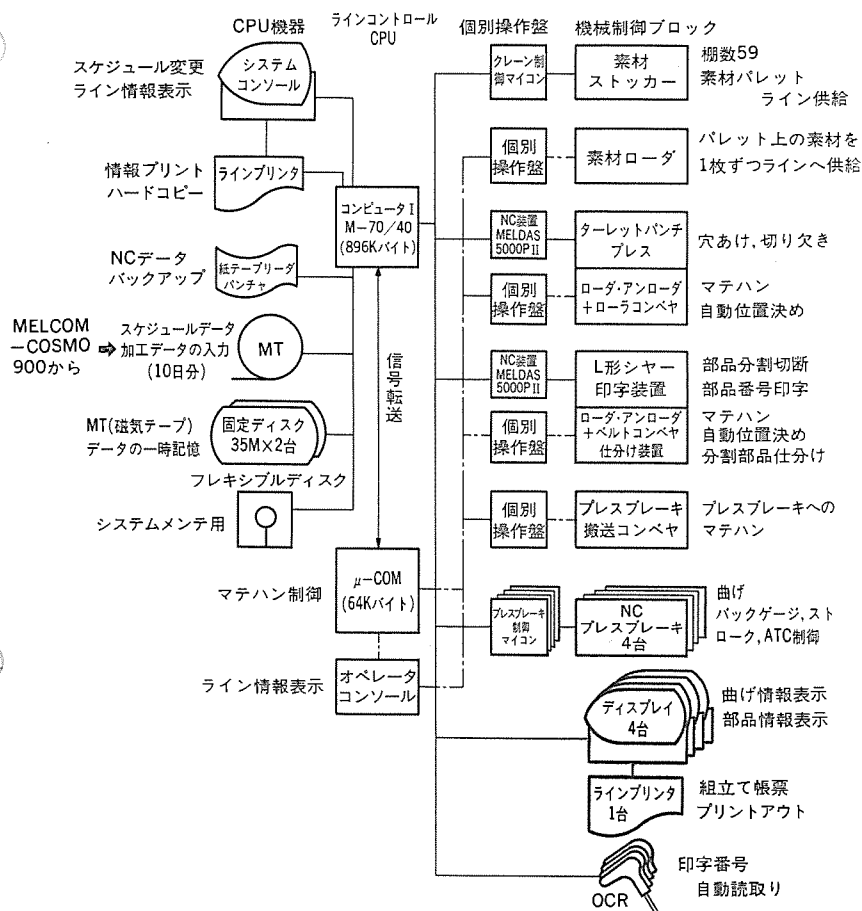 CPU機器
ラインコントロール
CPU
個別操作盤
機械制御ブロック
スケジュール変更
ライン情報表示
システム
コンソール
情報プリント
ハードコピー
ラインプリンタ
NCデータ
バックアップ
紙テープリーダ
パンチャ
MELCOM
-COSMO
900から
⇒
スケジュールデータ
加工データの入力
(10日分)
MT
MT(磁気テープ)
データの一時記憶
固定ディスク
35M×2台
フレキシブルディスク
システムメンテ用
コンピュータⅠ
M-70/40
(896Kバイト)
信号転送
マテハン制御
μ-COM
(64Kバイト)
ライン情報表示
オペレータ
コンソール
クレーン制
御マイコン
素材
ストッカー
棚数59
素材パレット
ライン供給
個別
操作盤
素材ローダ
パレット上の素材を
1枚ずつラインへ供給
NC装置
MELDAS
5000PⅡ
ターレットパンチ
プレス
穴あけ,切り欠き
個別
操作盤
ローダ・アンローダ
+ローラコンベヤ
マテハン
自動位置決め
NC装置
MELDAS
5000PⅡ
L形シヤー
印字装置
部品分割切断
部品番号印字
個別
操作盤
ローダ・アンローダ
+ベルトコンベヤ
仕分け装置
マテハン
自動位置決め
分割部品仕分け
個別
操作盤
プレスブレーキ
搬送コンベヤ
プレスブレーキへの
マテハン
プレスブレーキ
制御
マイコン
NC
プレスブレーキ
4台
曲げ
バックゲージ,スト
ローク,ATC制御
ディスプレイ
4台
曲げ情報表示
部品情報表示
ラインプリンタ
1台
組立て帳票
プリントアウト
OCR
印字番号
自動読取り